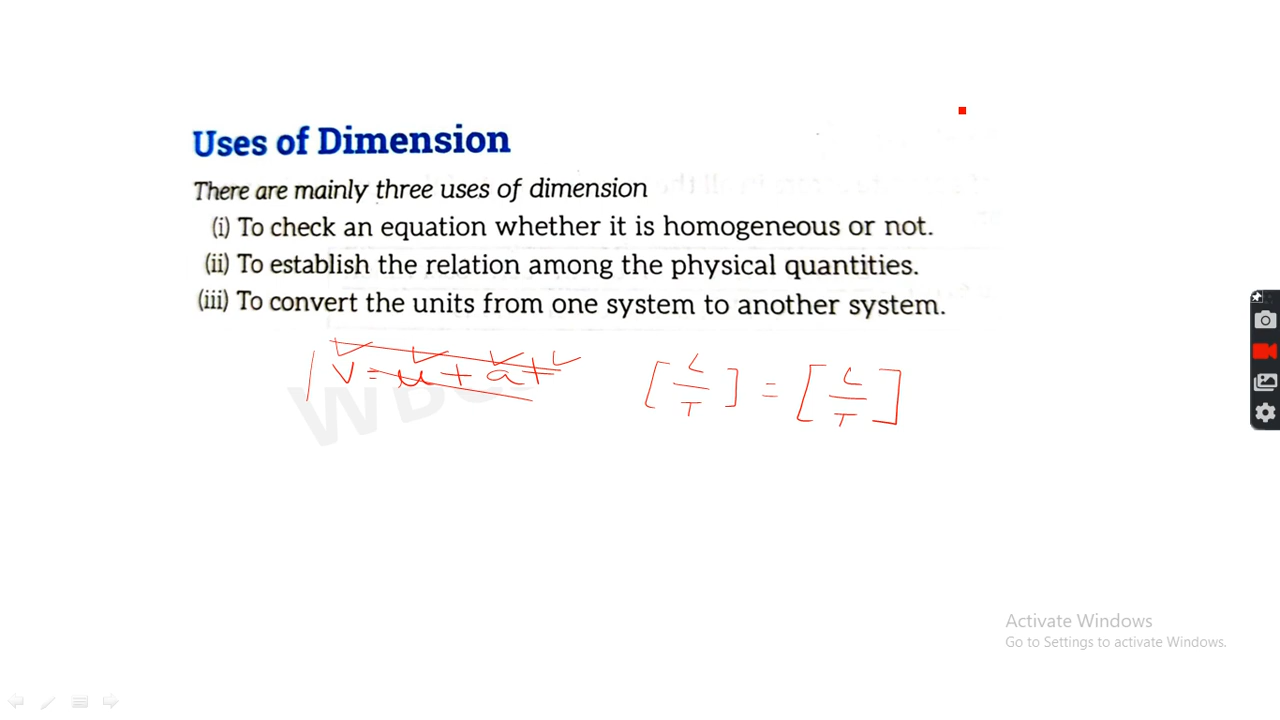 Uses of Dimension
There are mainly three uses of dimension
(i) To check an equation whether it is homogeneous or not.
(ii) To establish the relation among the physical quantities.
(iii) To convert the units from one system to another system.
v = u + at [L/T] = [L/T]
Activate Windows
Go to Settings to activate Windows.